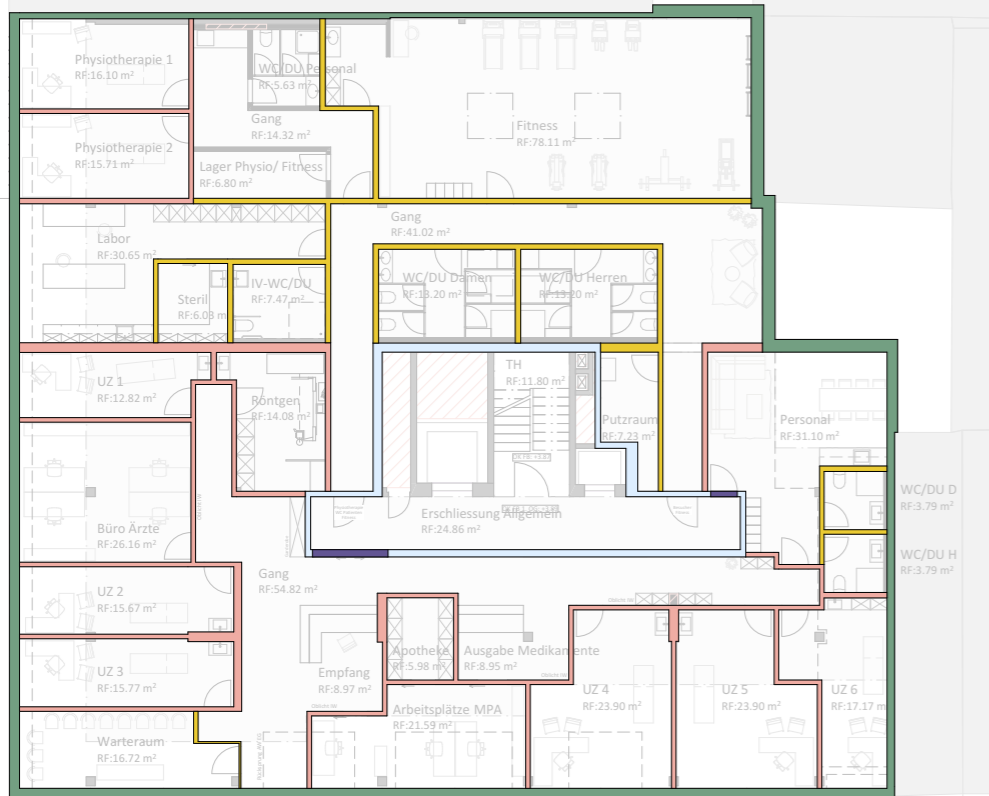 Physiotherapie 1
RF:16.10 m²
WC/DU Personal
RF:5.63 m²
Gang
RF:14.32 m²
Fitness
RF:78.11 m²
Physiotherapie 2
RF:15.71 m²
Lager Physio/ Fitness
RF:6.80 m²
Gang
RF:41.02 m²
Labor
RF:30.65 m²
Steril
RF:6.03 m
IV-WC/DU
RF:7.47 m²
WC/DU Damen
RF:13.20 m²
WC/DU Herren
RF:13.20 m²
UZ 1
RF:12.82 m²
Röntgen
RF:14.08 m²
TH
RF:11.80 m²
Putzraum
RF:7.23 m²
Personal
RF:31.10 m²
WC/DU D
RF:3.79 m²
Büro Ärzte
RF:26.16 m²
Erschliessung Allgemein
RF:24.86 m²
WC/DU H
RF:3.79 m²
Gang
RF:54.82 m²
UZ 2
RF:15.67 m²
UZ 3
RF:15.77 m²
Empfang
RF:8.97 m²
Apotheke
RF:5.98 m²
Ausgabe Medikamente
RF:8.95 m²
UZ 4
RF:23.90 m²
UZ 5
RF:23.90 m²
UZ 6
RF:17.17 m
Arbeitsplätze MPA
RF:21.59 m²
Warteraum
RF:16.72 m²